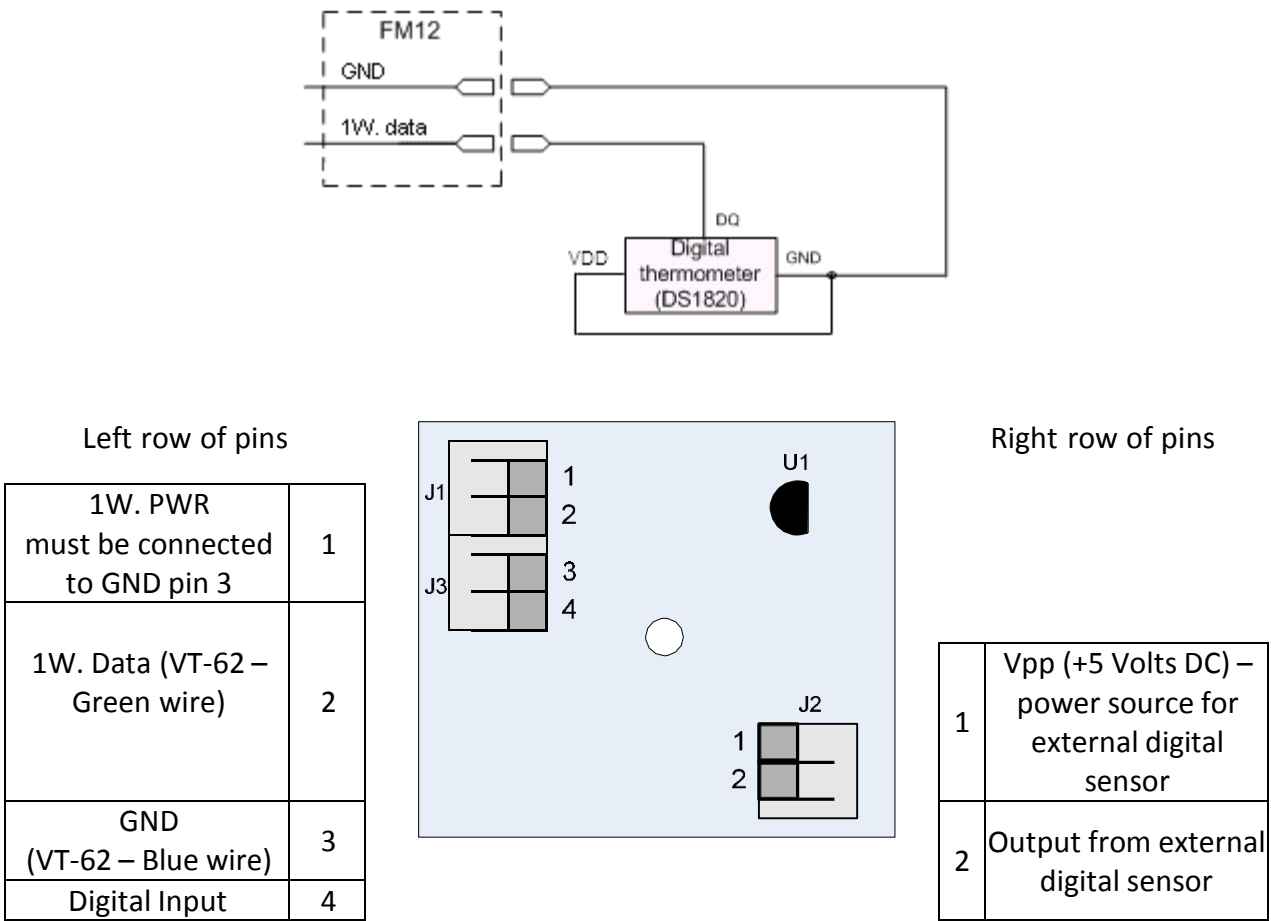 FM12
GND
1W. data
DQ
VDD
Digital
thermometer
(DS1820)
GND
Left row of pins
1W. PWR
must be connected
to GND pin 3
1
1W. Data (VT-62 –
Green wire)
2
GND
(VT-62 – Blue wire)
3
Digital Input
4
J1
1
2
J3
3
4
U1
J2
1
2
Right row of pins
1
Vpp (+5 Volts DC) –
power source for
external digital
sensor
2
Output from external
digital sensor